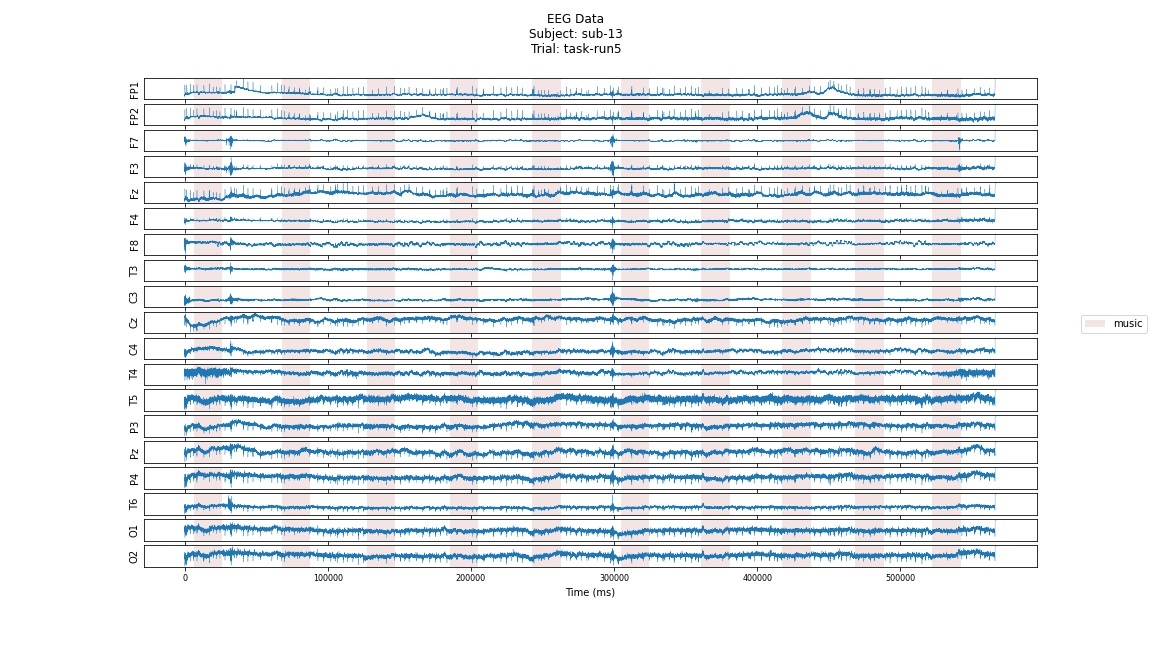 EEG Data
Subject: sub-13
Trial: task-run5
FP1
FP2
F7
F3
Fz
F4
F8
T3
C3
Cz
C4
T4
T5
P3
Pz
P4
T6
O1
O2
music
0 100000 200000 300000 400000 500000
Time (ms)